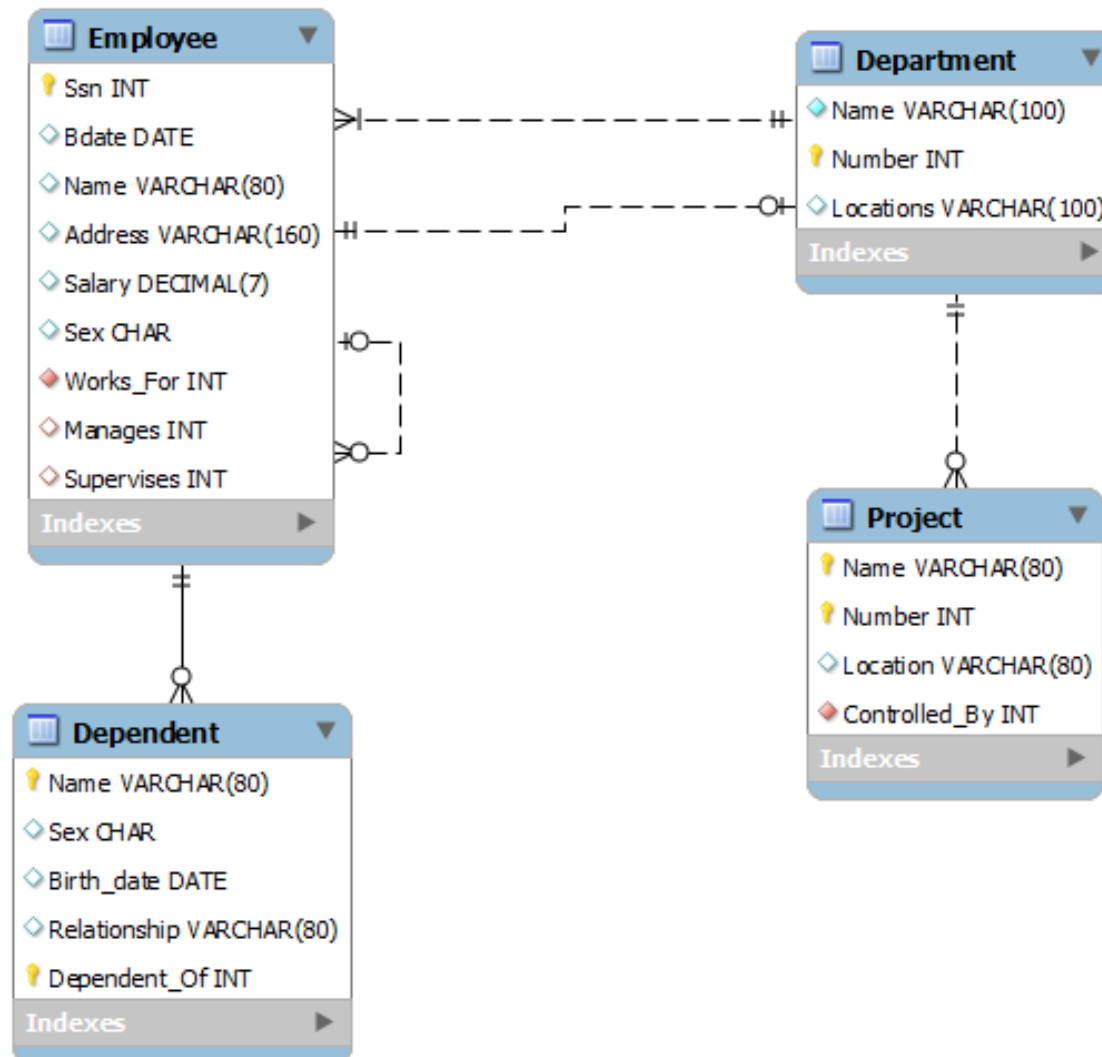 Employee
Ssn INT
Bdate DATE
Name VARCHAR(80)
Address VARCHAR(160)
Salary DECIMAL(7)
Sex CHAR
Works_For INT
Manages INT
Supervises INT
Indexes
Department
Name VARCHAR(100)
Number INT
Locations VARCHAR(100)
Indexes
Project
Name VARCHAR(80)
Number INT
Location VARCHAR(80)
Controlled_By INT
Indexes
Dependent
Name VARCHAR(80)
Sex CHAR
Birth_date DATE
Relationship VARCHAR(80)
Dependent_Of INT
Indexes